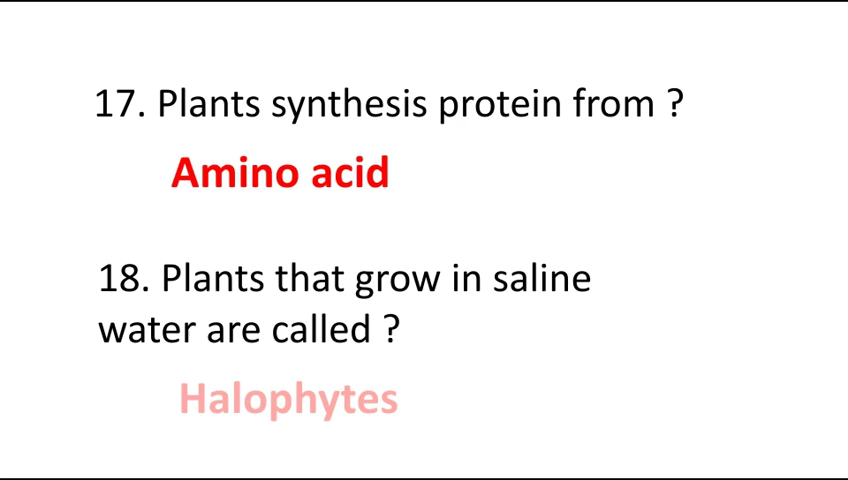 17. Plants synthesis protein from ?
Amino acid
18. Plants that grow in saline
water are called ?
Halophytes